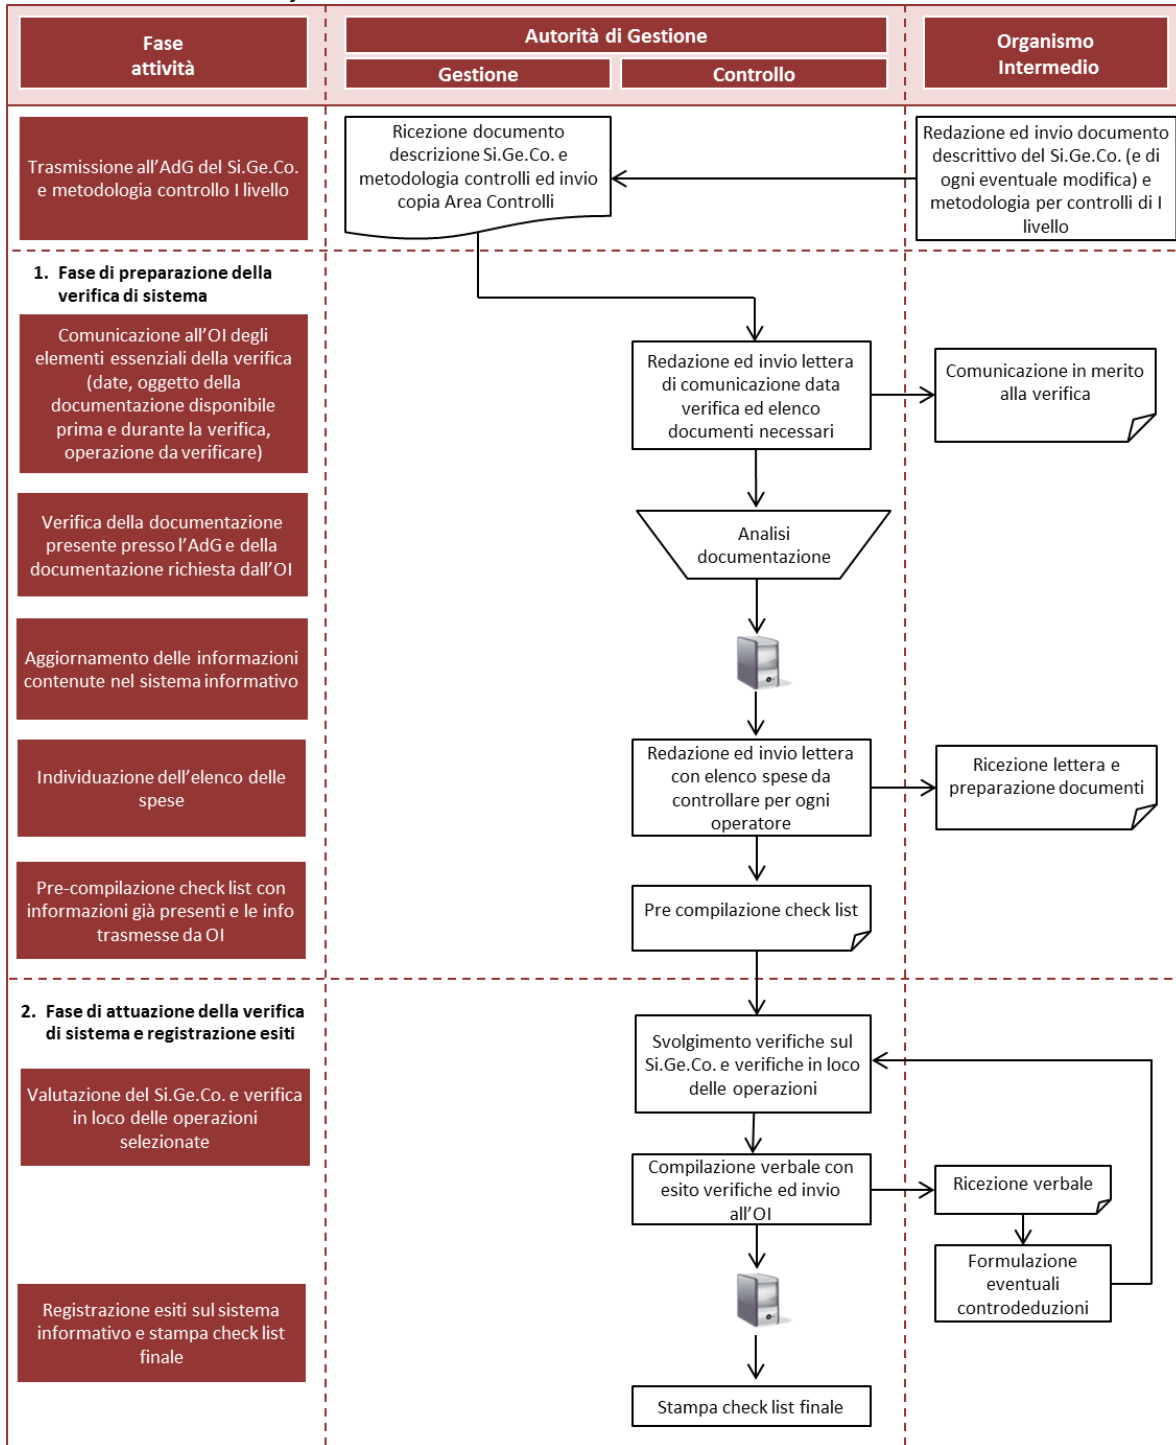 Fase
attività
Autorità di Gestione
Gestione
Controllo
Organismo
Intermedio
Trasmissione all'AdG del Si.Ge.Co.
e metodologia controllo I livello
Ricezione documento
descrizione Si.Ge.Co. e
metodologia controlli ed invio
copia Area Controlli
Redazione ed invio documento
descrittivo del Si.Ge.Co. (e di
ogni eventuale modifica) e
metodologia per controlli di I
livello
1. Fase di preparazione della
verifica di sistema
Comunicazione all'OI degli
elementi essenziali della verifica
(date, oggetto della
documentazione disponibile
prima e durante la verifica,
operazione da verificare)
Redazione ed invio lettera
di comunicazione data
verifica ed elenco
documenti necessari
Comunicazione in merito
alla verifica
Verifica della documentazione
presente presso l'AdG e della
documentazione richiesta dall'OI
Analisi
documentazione
Aggiornamento delle informazioni
contenute nel sistema informativo
Individuazione dell'elenco delle
spese
Redazione ed invio lettera
con elenco spese da
controllare per ogni
operatore
Ricezione lettera e
preparazione documenti
Pre-compilazione check list con
informazioni già presenti e le info
trasmesse da OI
Pre compilazione check list
2. Fase di attuazione della verifica
di sistema e registrazione esiti
Valutazione del Si.Ge.Co. e verifica
in loco delle operazioni
selezionate
Svolgimento verifiche sul
Si.Ge.Co. e verifiche in loco
delle operazioni
Compilazione verbale con
esito verifiche ed invio
all'OI
Ricezione verbale
Formulazione
eventuali
controdeduzioni
Registrazione esiti sul sistema
informativo e stampa check list
finale
Stampa check list finale